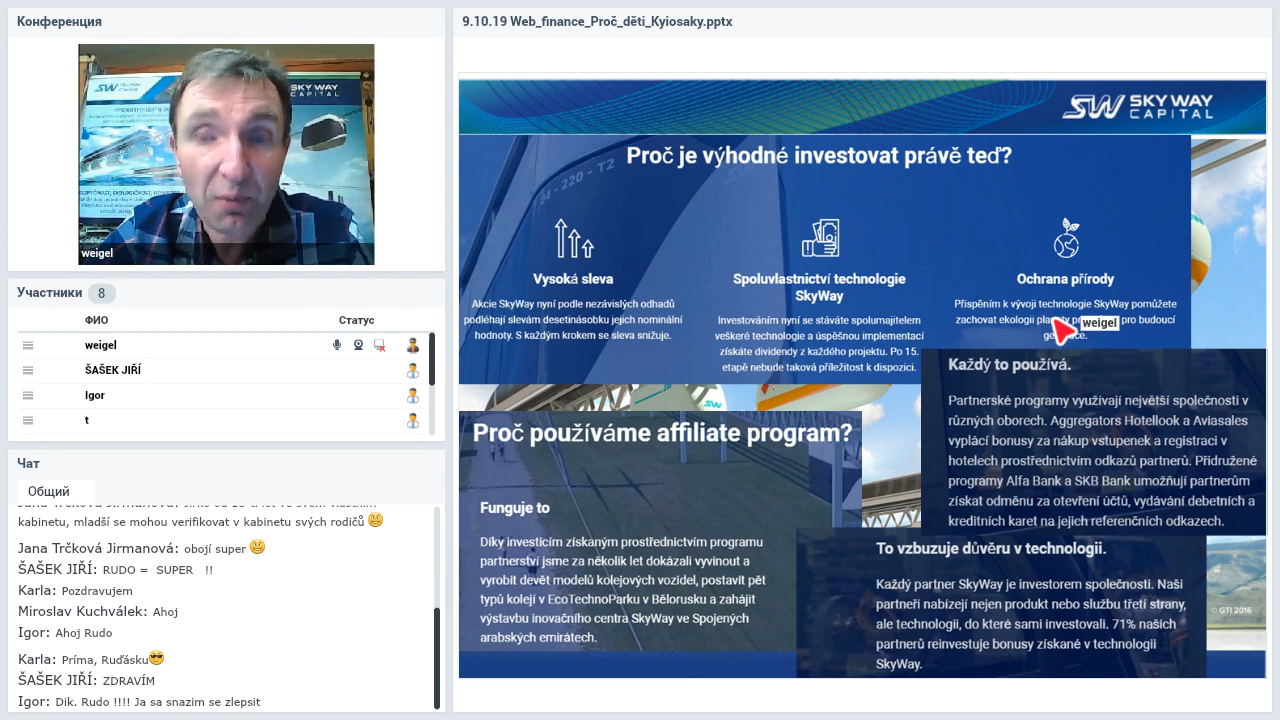 Конференция
SW
CAPITAL
SKY WAY
CAPITAL
weigel
Участники 8
ФИО Статус
weigel
ŠAŠEK JIŘÍ
Igor
t
Чат
Общий
kabinetu, mladší se mohou verifikovat v kabinetu svých rodičů
Jana Trčková Jirmanová: obojí super
ŠAŠEK JIŘÍ: RUDO = SUPER !!
Karla: Pozdravujem
Miroslav Kuchválek: Ahoj
Igor: Ahoj Rudo
Karla: Príma, Ruďásku
ŠAŠEK JIŘÍ: ZDRAVÍM
Igor: Dik. Rudo !!!! Ja sa snazim se zlepsit
9.10.19 Web_finance_Proč_děti_Kyiosaky.pptx
SW SKY WAY
CAPITAL
Proč je výhodné investovat právě teď?
Vysoká sleva
Akcie SkyWay nyní podle nezávislých odhadů
podléhají slevám desetinásobku jejich nominální
hodnoty. S každým krokem se sleva snižuje.
Spoluvlastnictví technologie
SkyWay
Investováním nyní se stáváte spolumajitelem
veškeré technologie a úspěšnou implementací
získáte dividendy z každého projektu. Po 15.
etapě nebude taková příležitost k dispozici.
Ochrana přírody
Přispěním k vývoji technologie SkyWay pomůžete
zachovat ekologii pro budoucí
weigel
Každý to používá.
Partnerské programy využívají největší společnosti v
různých oborech. Aggregators Hotellook a Aviasales
vyplácí bonusy za nákup vstupenek a registraci v
hotelech prostřednictvím odkazů partnerů. Přidružené
programy Alfa Bank a SKB Bank umožňují partnerům
získat odměnu za otevření účtů, vydávání debetních a
kreditních karet na jejich referenčních odkazech.
Proč používáme affiliate program?
Funguje to
Díky investicím získaným prostřednictvím programu
partnerství jsme za několik let dokázali vyvinout a
vyrobit devět modelů kolejových vozidel, postavit pět
typů kolejí v EcoTechnoParku v Bělorusku a zahájit
výstavbu inovačního centra SkyWay ve Spojených
arabských emirátech.
To vzbuzuje důvěru v technologii.
Každý partner SkyWay je investorem společnosti. Naši
partneři nabízejí nejen produkt nebo službu třetí strany,
ale technologii, do které sami investovali. 71% našich
partnerů reinvestuje bonusy získané v technologii
SkyWay.
© GTI 2016